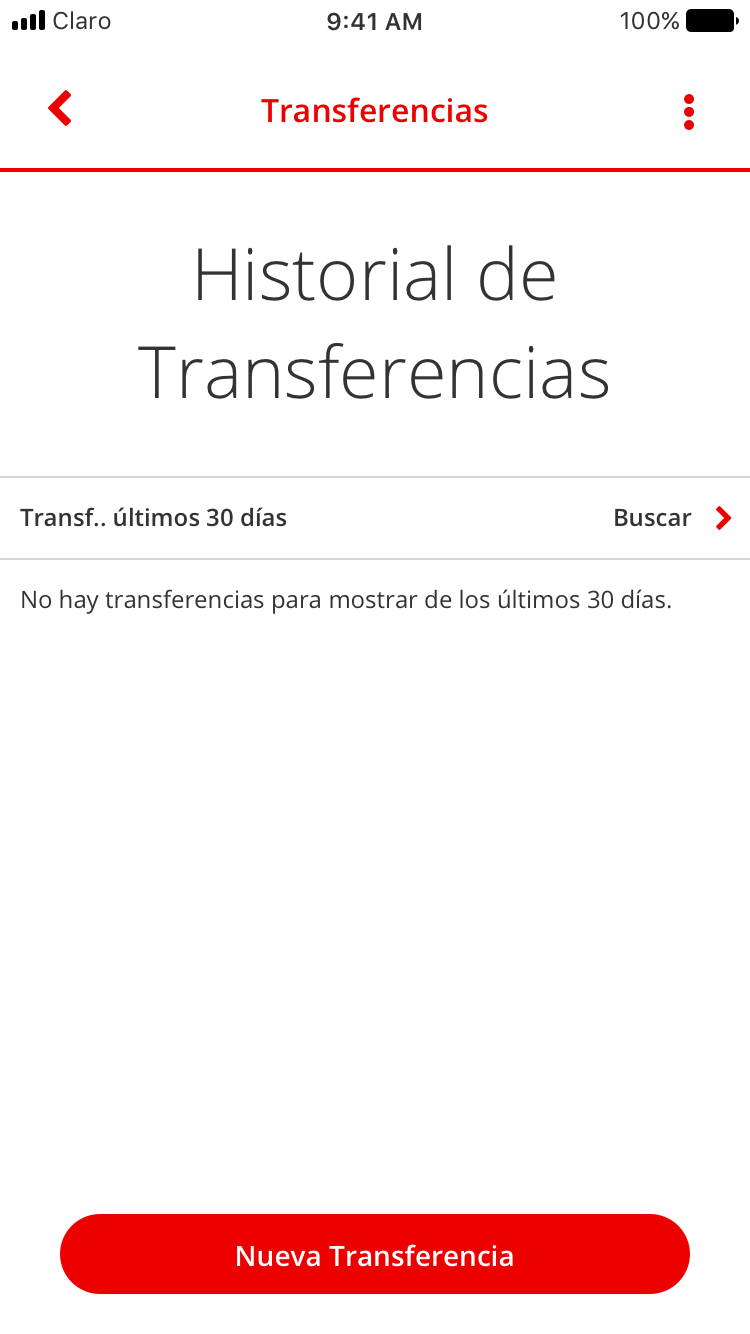 Claro 9:41 AM 100%
Transferencias
Historial de
Transferencias
Transf.. últimos 30 días Buscar
No hay transferencias para mostrar de los últimos 30 días.
Nueva Transferencia